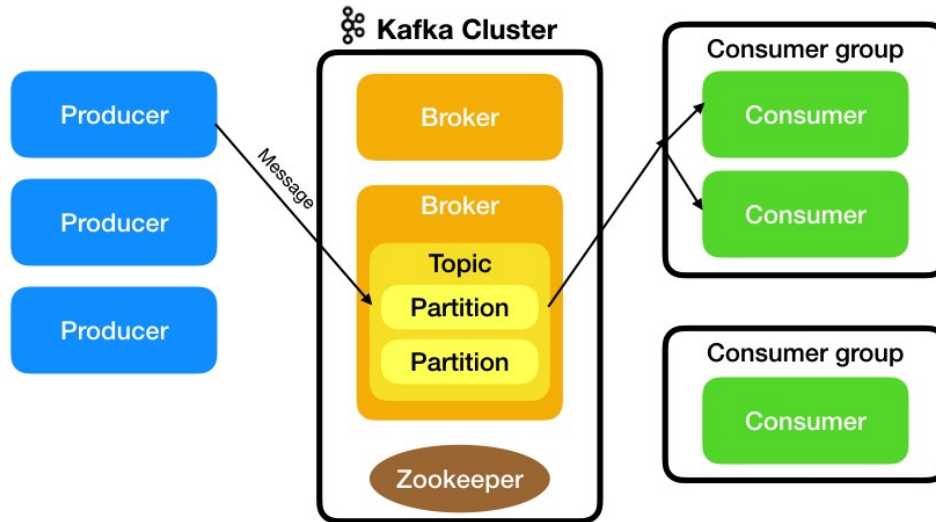 Kafka Cluster
Producer
Producer
Producer
Message
Broker
Broker
Topic
Partition
Partition
Zookeeper
Consumer group
Consumer
Consumer
Consumer group
Consumer